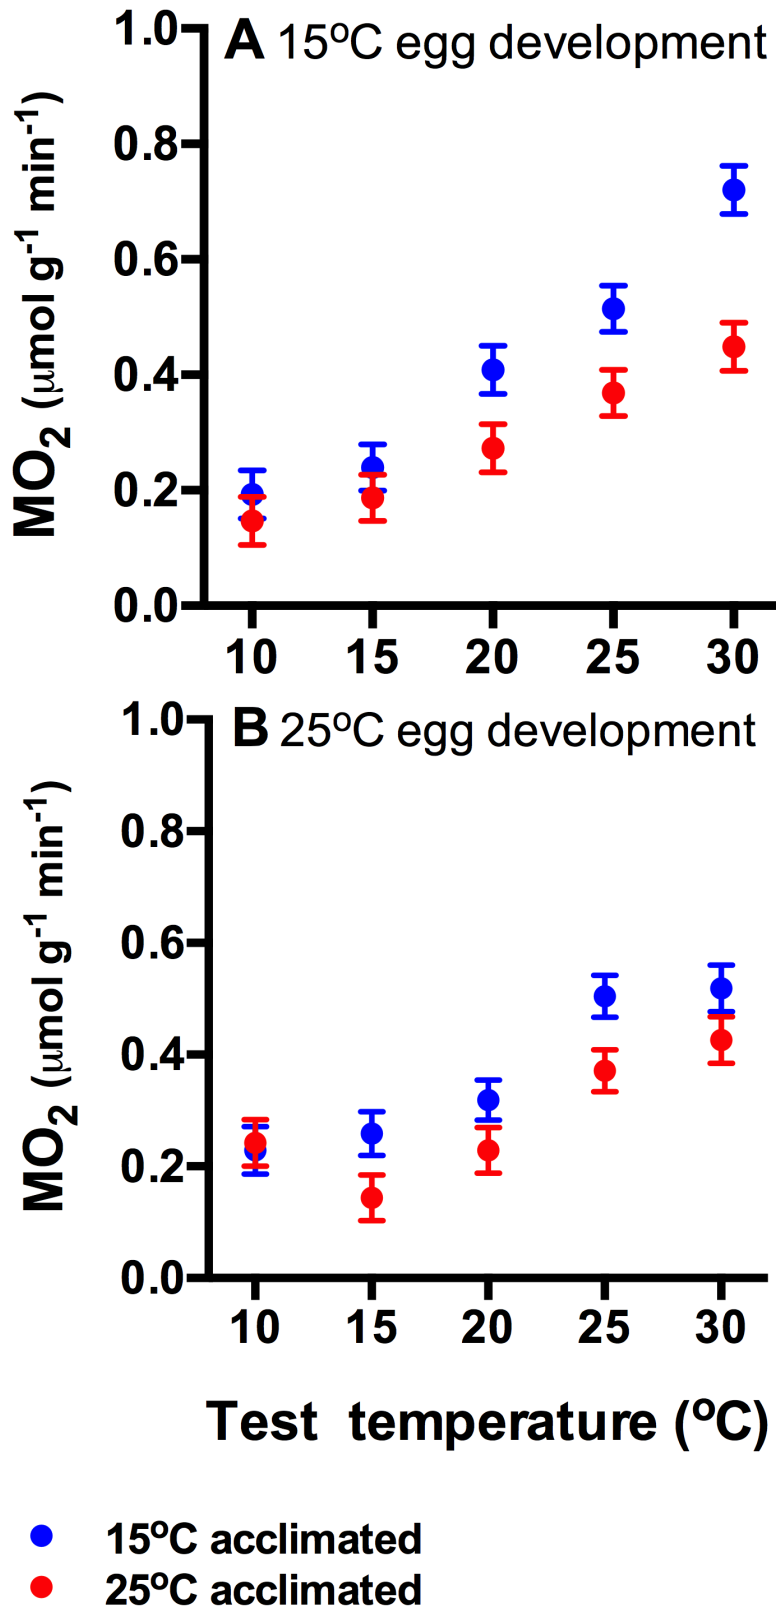 A 15ºC egg development
MO2 (μmol g-1 min-1)
1.0
0.8
0.6
0.4
0.2
0.0
10 15 20 25 30
B 25ºC egg development
MO2 (μmol g-1 min-1)
1.0
0.8
0.6
0.4
0.2
0.0
10 15 20 25 30
Test temperature (ºC)
15ºC acclimated
25ºC acclimated